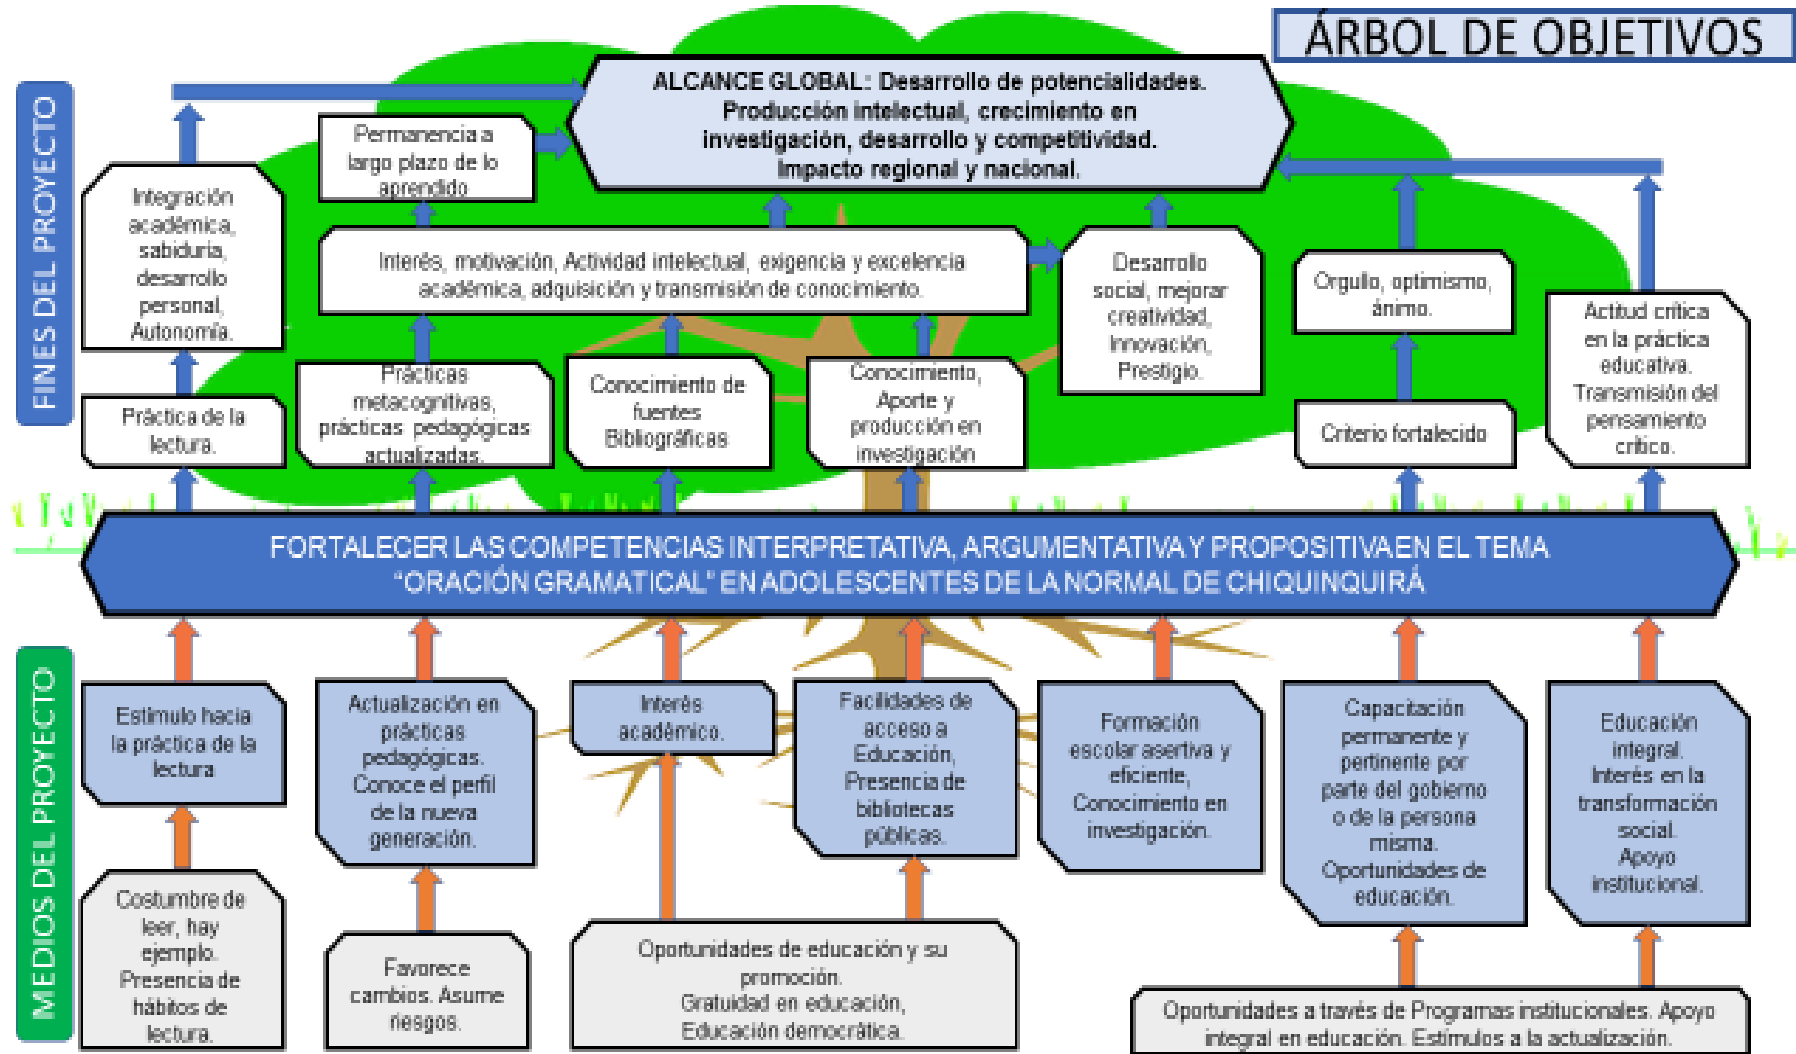 ÁRBOL DE OBJETIVOS
FINES DEL PROYECTO
ALCANCE GLOBAL: Desarrollo de potencialidades.
Producción intelectual, crecimiento en
investigación, desarrollo y competitividad.
Impacto regional y nacional.
Permanencia a
largo plazo de lo
aprendido
Integración
académica,
sabiduría,
desarrollo
personal,
Autonomía.
Interés, motivación, Actividad intelectual, exigencia y excelencia
académica, adquisición y transmisión de conocimiento.
Desarrollo
social, mejorar
creatividad,
Innovación,
Prestigio.
Orgullo, optimismo,
ánimo.
Actitud crítica
en la práctica
educativa.
Transmisión del
pensamiento
crítico.
Práctica de la
lectura.
Prácticas
metacognitivas,
prácticas pedagógicas
actualizadas.
Conocimiento de
fuentes
Bibliográficas
Conocimiento,
Aporte y
producción en
investigación
Criterio fortalecido
FORTALECER LAS COMPETENCIAS INTERPRETATIVA, ARGUMENTATIVA Y PROPOSITIVA EN EL TEMA
"ORACIÓN GRAMATICAL" EN ADOLESCENTES DE LA NORMAL DE CHIQUINQUIRÁ
MEDIOS DEL PROYECTO
Estímulo hacia
la práctica de la
lectura
Actualización en
prácticas
pedagógicas.
Conoce el perfil
de la nueva
generación.
Interés
académico.
Facilidades de
acceso a
Educación,
Presencia de
bibliotecas
públicas.
Formación
escolar asertiva y
eficiente,
Conocimiento en
investigación.
Capacitación
permanente y
pertinente por
parte del gobierno
o de la persona
misma.
Oportunidades de
educación.
Educación
integral.
Interés en la
transformación
social.
Apoyo
institucional.
Costumbre de
leer, hay
ejemplo.
Presencia de
hábitos de
lectura.
Favorece
cambios. Asume
riesgos.
Oportunidades de educación y su
promoción.
Gratuidad en educación,
Educación democrática.
Oportunidades a través de Programas institucionales. Apoyo
integral en educación. Estímulos a la actualización.